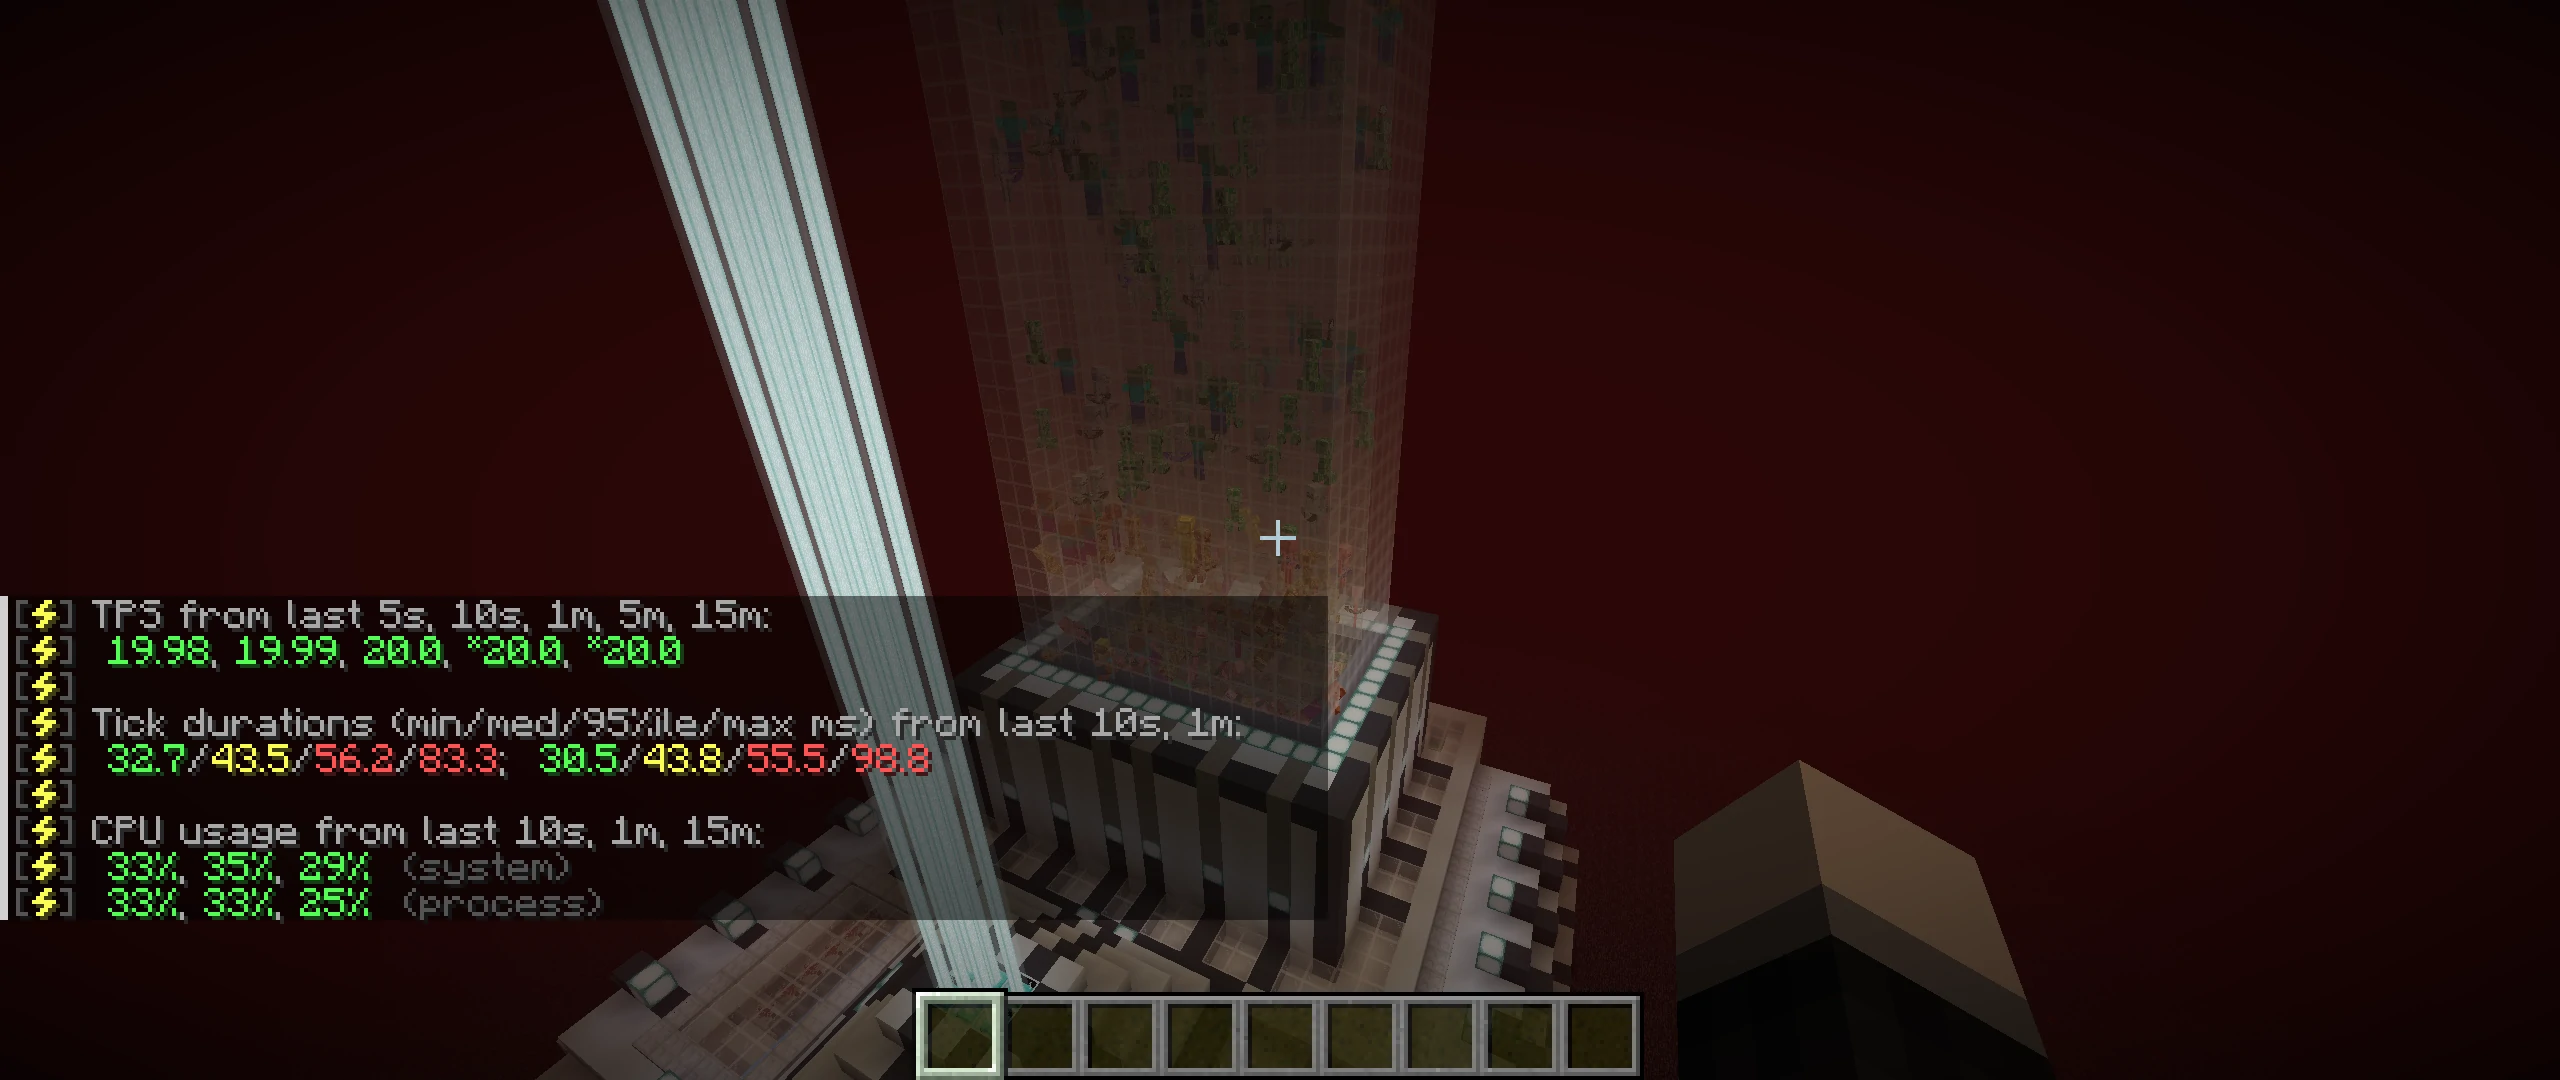 [⚡] TPS from last 5s, 10s, 1m, 5m, 15m:
[⚡] 19.98, 19.99, 20.0, *20.0, *20.0
[⚡]
[⚡] Tick durations (min/med/95%ile/max ms) from last 10s, 1m:
[⚡] 32.7/43.5/56.2/83.3; 30.5/43.8/55.5/98.8
[⚡]
[⚡] CPU usage from last 10s, 1m, 15m:
[⚡] 33%, 35%, 29% (system)
[⚡] 33%, 33%, 25% (process)